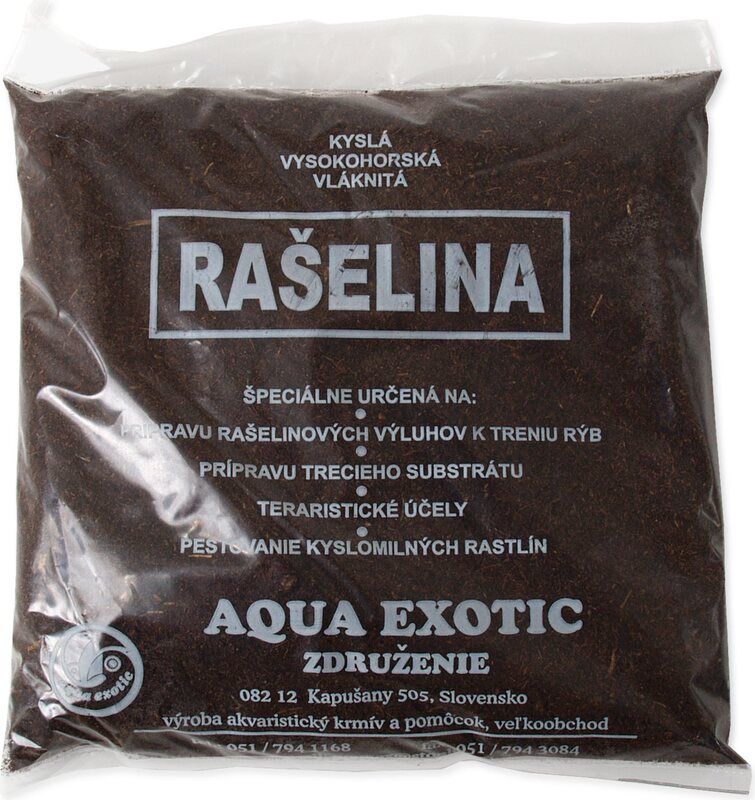 KYSLÁ
VYSOKOHORSKÁ
VLÁKNITÁ
RAŠELINA
ŠPECIÁLNE URČENÁ NA:
PRÍPRAVU RAŠELINOVÝCH VÝLUHOV K TRENIU RÝB
PRÍPRAVU TRECIEHO SUBSTRÁTU
TERARISTICKÉ ÚČELY
PESTOVANIE KYSLOMILNÝCH RASTLÍN
AQUA EXOTIC
ZDRUŽENIE
aqua exotic
082 12 Kapušany 505, Slovensko
výroba akvaristický krmív a pomôcok, veľkoobchod
051 / 794 1168 051 / 794 3084